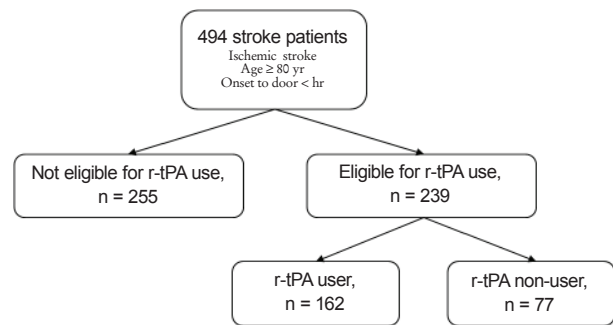 494 stroke patients
Ischemic stroke
Age ≥ 80 yr
Onset to door < hr
Not eligible for r-tPA use,
n = 255
Eligible for r-tPA use,
n = 239
r-tPA user,
n = 162
r-tPA non-user,
n = 77